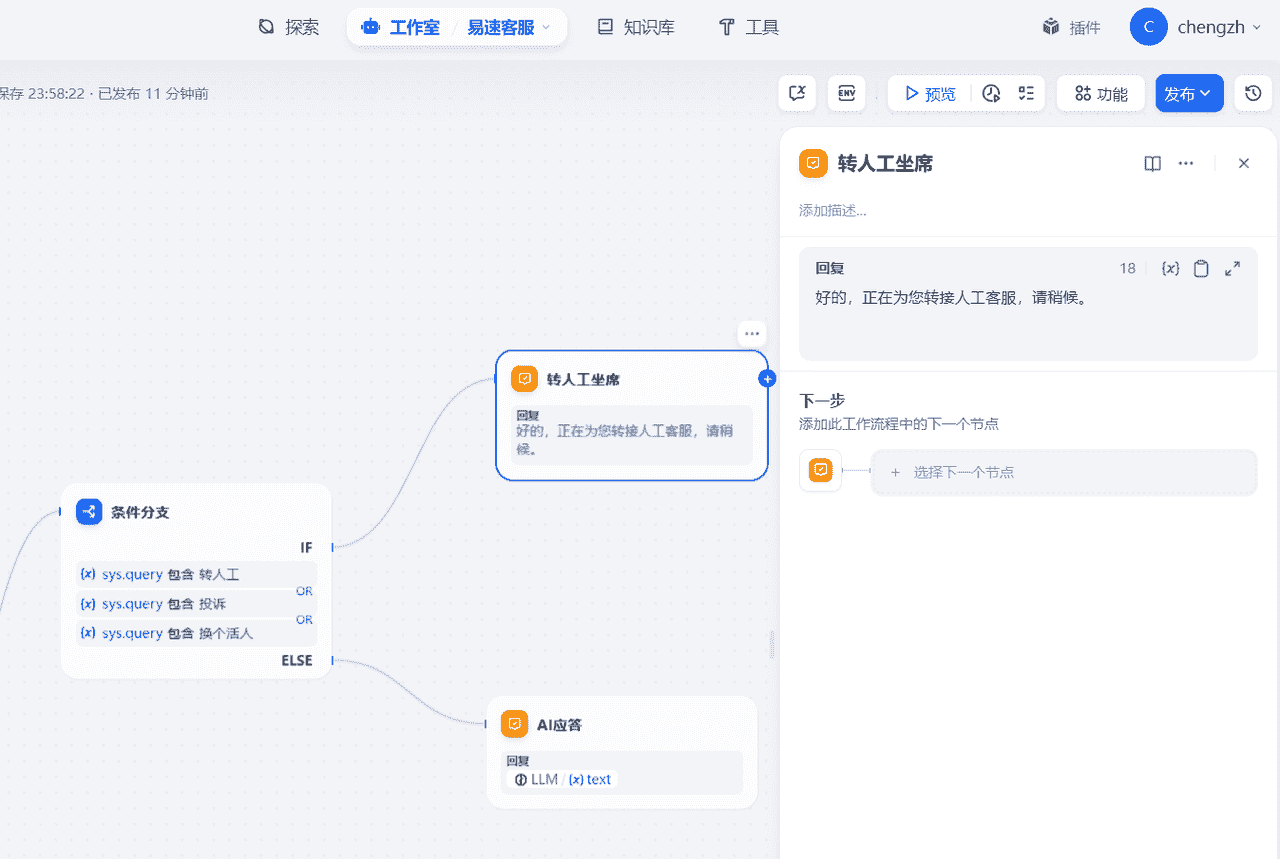 探索
工作室 / 易速客服
知识库
工具
插件
C chengzh
保存 23:58:22 · 已发布 11 分钟前
ENV
预览
功能
发布
转人工坐席
添加描述...
回复 18 {x}
好的，正在为您转接人工客服，请稍候。
下一步
添加此工作流程中的下一个节点
+ 选择下一个节点
转人工坐席
回复
好的，正在为您转接人工客服，请稍
候。
条件分支
IF
{x} sys.query 包含 转人工
OR
{x} sys.query 包含 投诉
OR
{x} sys.query 包含 换个活人
ELSE
AI应答
回复
LLM / {x} text